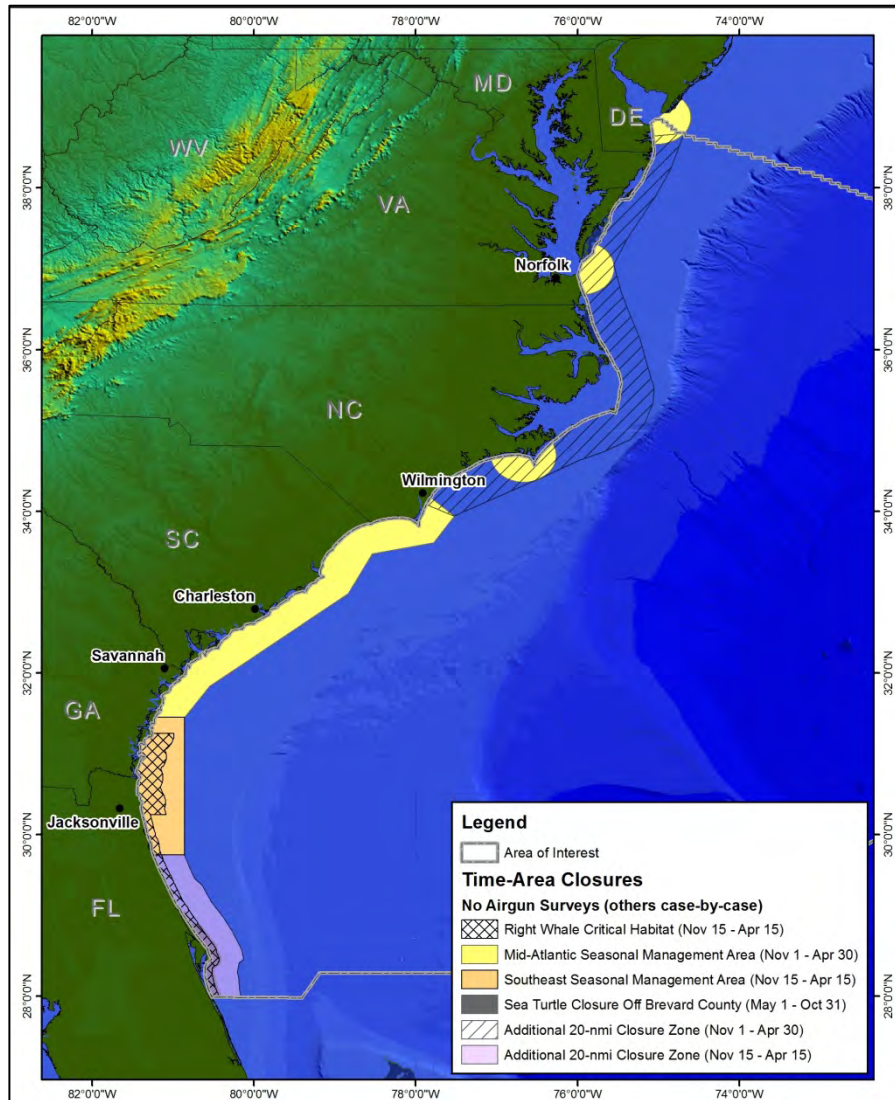 82°0'0"W 80°0'0"W 78°0'0"W 76°0'0"W 74°0'0"W
MD
DE
WV
38°0'0"N 38°0'0"N
VA
Norfolk
36°0'0"N 36°0'0"N
NC
Wilmington
34°0'0"N 34°0'0"N
SC
Charleston
Savannah
32°0'0"N 32°0'0"N
GA
Jacksonville
30°0'0"N 30°0'0"N
FL
28°0'0"N 28°0'0"N
Legend
Area of Interest
Time-Area Closures
No Airgun Surveys (others case-by-case)
Right Whale Critical Habitat (Nov 15 - Apr 15)
Mid-Atlantic Seasonal Management Area (Nov 1 - Apr 30)
Southeast Seasonal Management Area (Nov 15 - Apr 15)
Sea Turtle Closure Off Brevard County (May 1 - Oct 31)
Additional 20-nmi Closure Zone (Nov 1 - Apr 30)
Additional 20-nmi Closure Zone (Nov 15 - Apr 15)
82°0'0"W 80°0'0"W 78°0'0"W 76°0'0"W 74°0'0"W